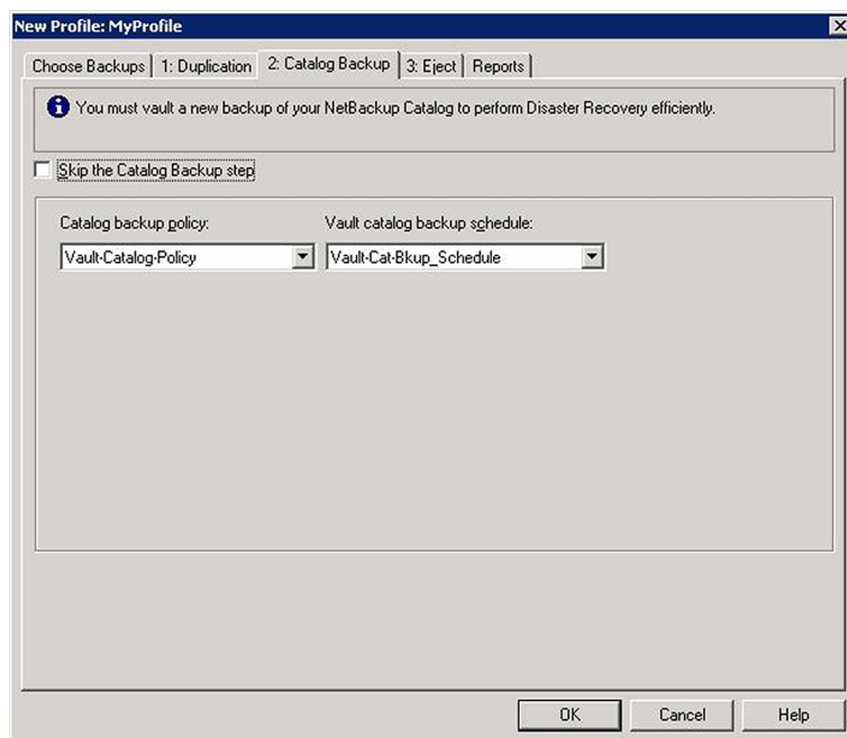 New Profile: MyProfile
Choose Backups 1: Duplication 2: Catalog Backup 3: Eject Reports
You must vault a new backup of your NetBackup Catalog to perform Disaster Recovery efficiently.
Skip the Catalog Backup step
Catalog backup policy: Vault catalog backup schedule:
Vault-Catalog-Policy Vault-Cat-Bkup_Schedule
OK Cancel Help